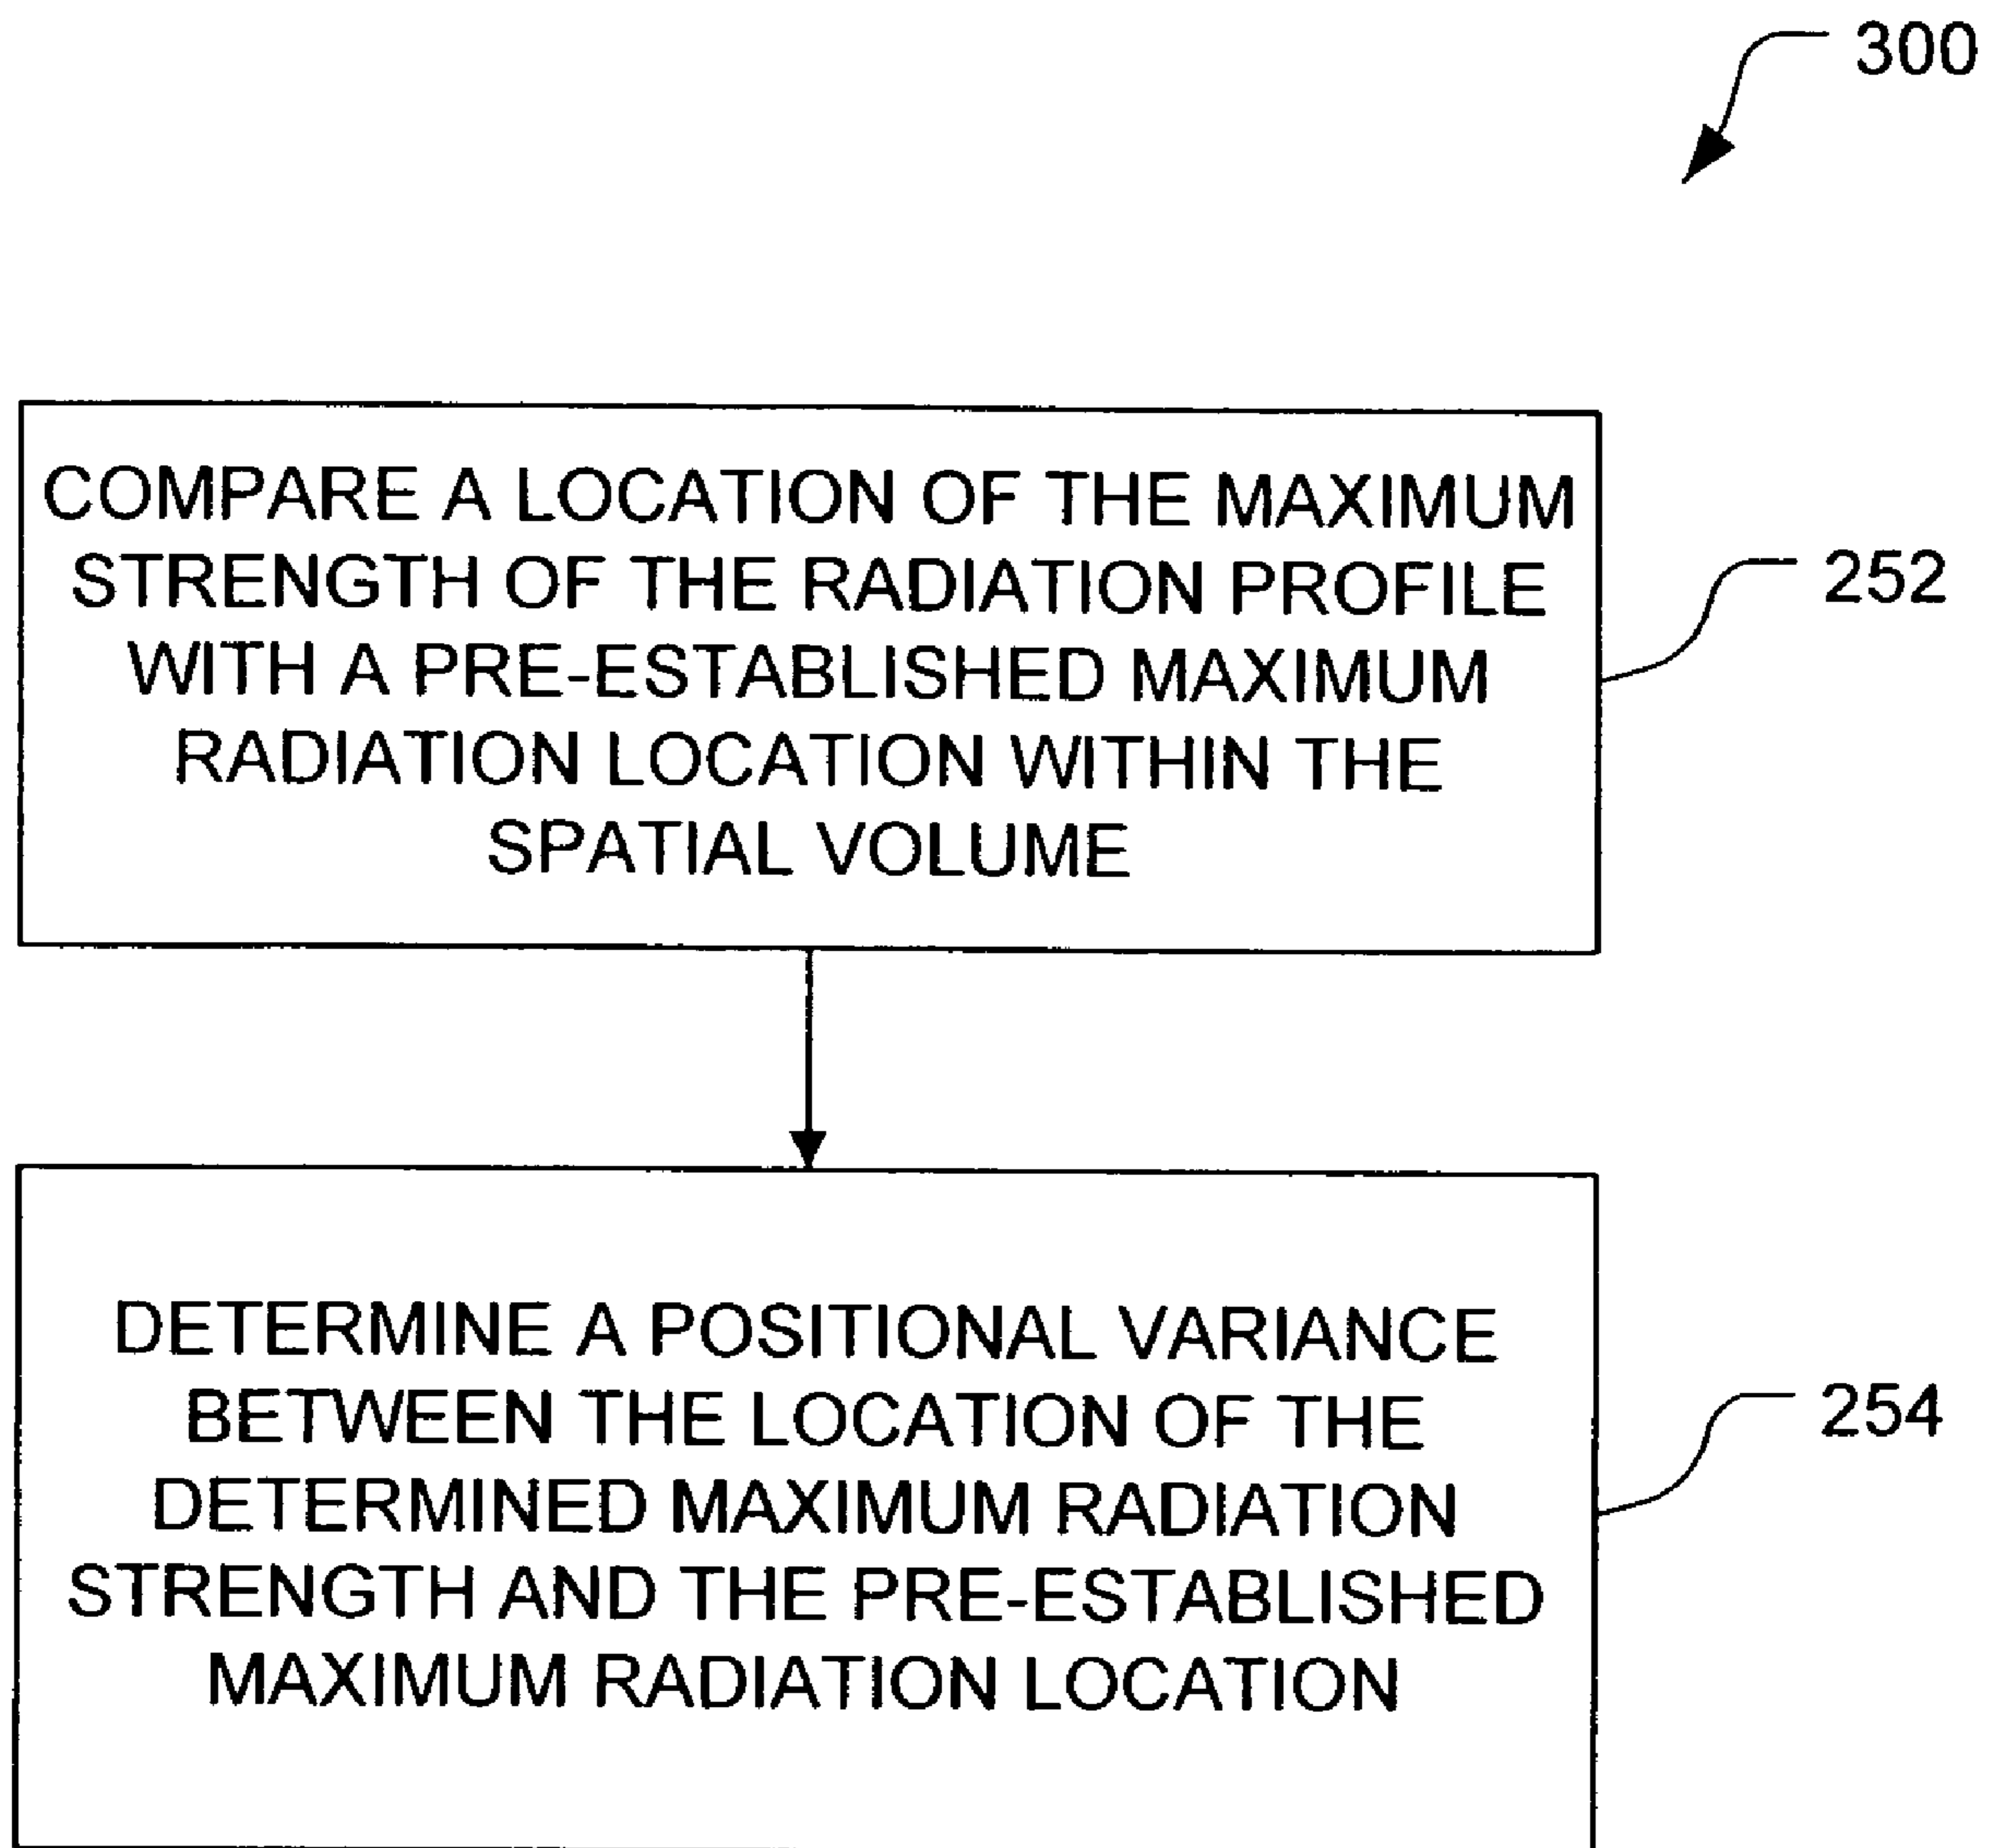 300
COMPARE A LOCATION OF THE MAXIMUM
STRENGTH OF THE RADIATION PROFILE
WITH A PRE-ESTABLISHED MAXIMUM
RADIATION LOCATION WITHIN THE
SPATIAL VOLUME
252
DETERMINE A POSITIONAL VARIANCE
BETWEEN THE LOCATION OF THE
DETERMINED MAXIMUM RADIATION
STRENGTH AND THE PRE-ESTABLISHED
MAXIMUM RADIATION LOCATION
254